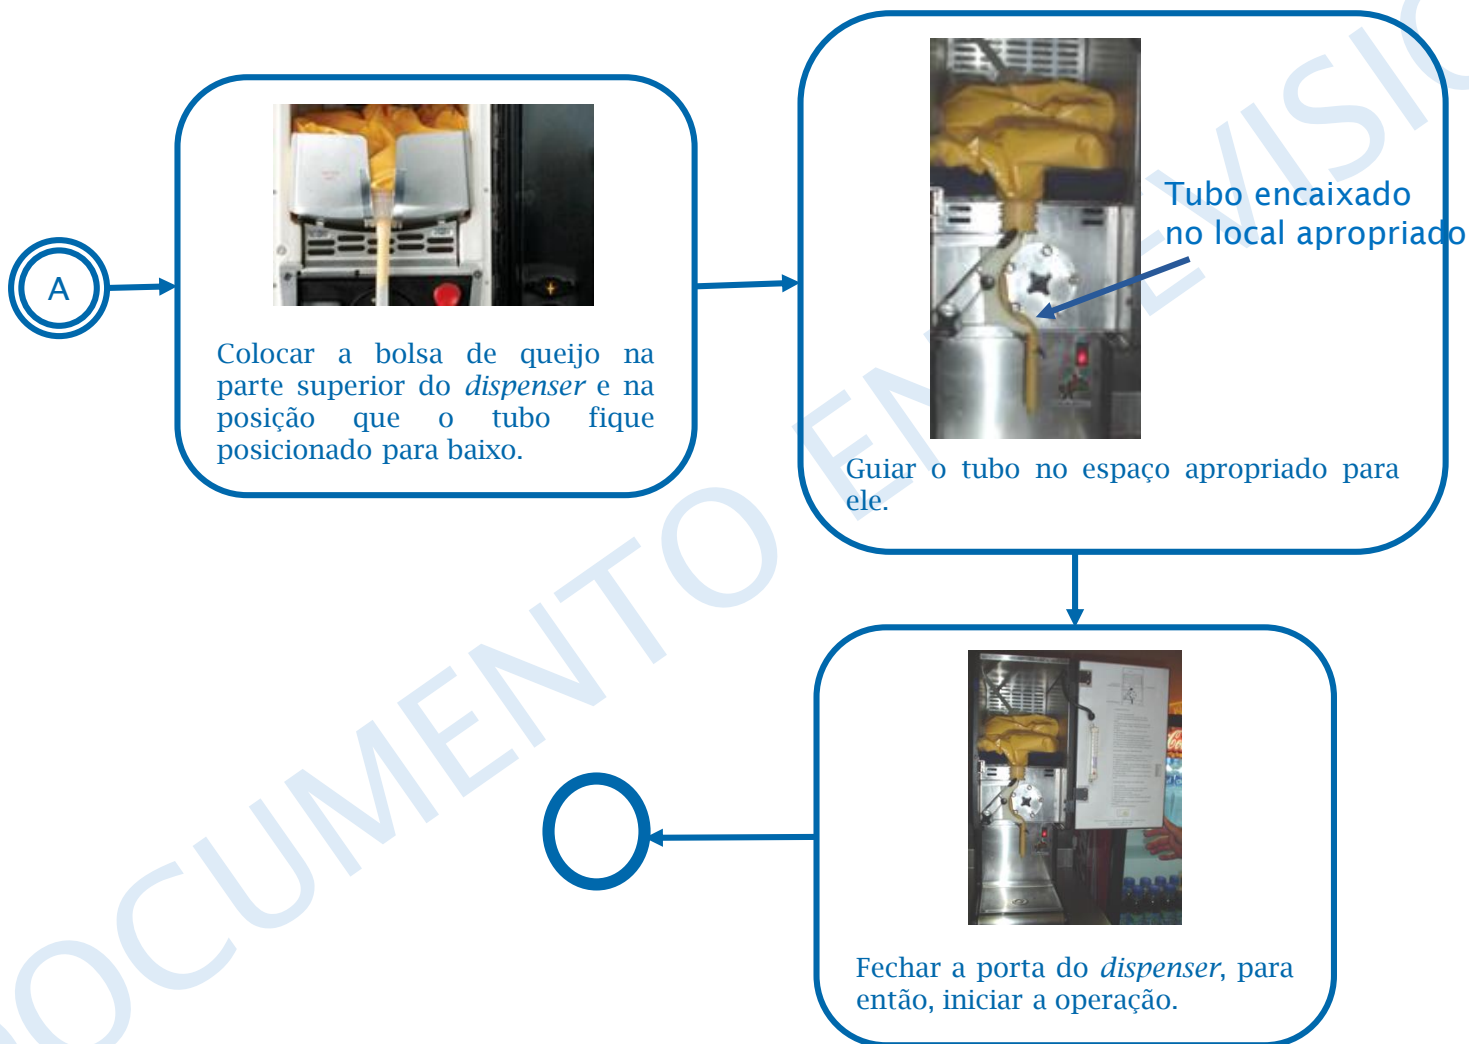 A
Colocar a bolsa de queijo na
parte superior do dispenser e na
posição que o tubo fique
posicionado para baixo.
Tubo encaixado
no local apropriado
Guiar o tubo no espaço apropriado para
ele.
Fechar a porta do dispenser, para
então, iniciar a operação.
DOCUMENTO EM REVISÃO